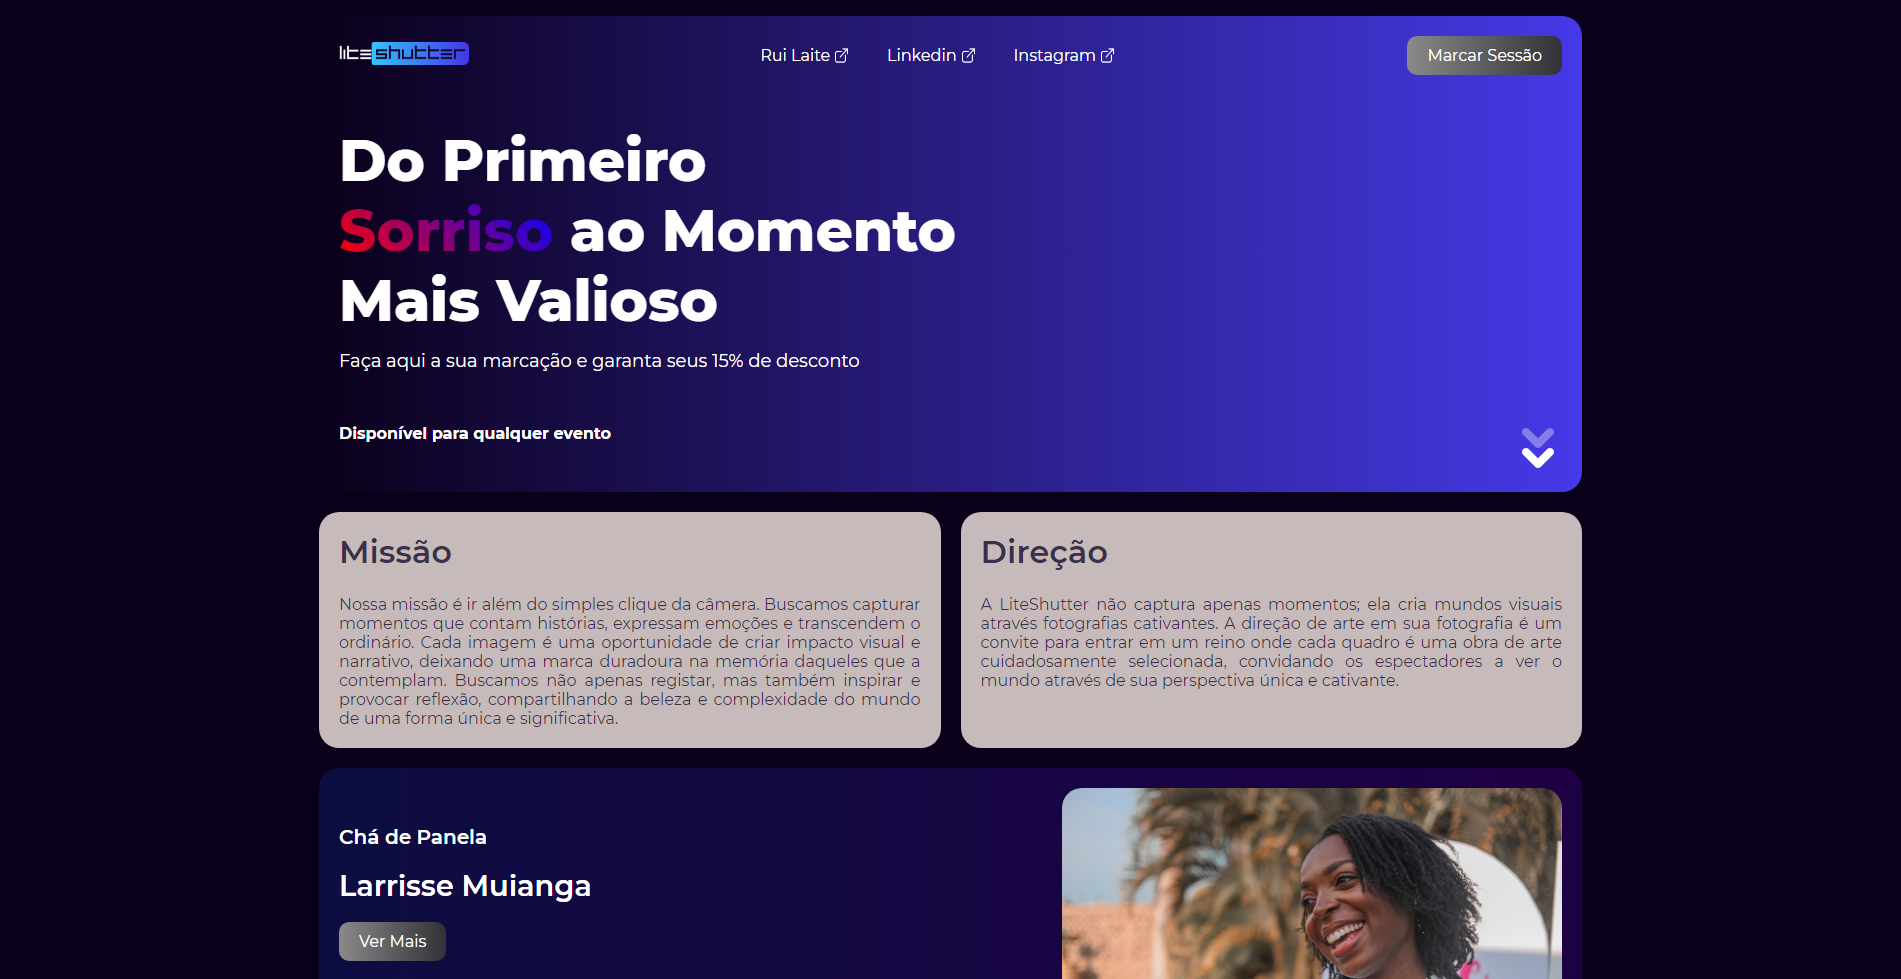 liteshutter
Rui Laite
Linkedin
Instagram
Marcar Sessão
Do Primeiro
Sorriso ao Momento
Mais Valioso
Faça aqui a sua marcação e garanta seus 15% de desconto
Disponível para qualquer evento
Missão
Nossa missão é ir além do simples clique da câmera. Buscamos capturar
momentos que contam histórias, expressam emoções e transcendem o
ordinário. Cada imagem é uma oportunidade de criar impacto visual e
narrativo, deixando uma marca duradoura na memória daqueles que a
contemplam. Buscamos não apenas registar, mas também inspirar e
provocar reflexão, compartilhando a beleza e complexidade do mundo
de uma forma única e significativa.
Direção
A LiteShutter não captura apenas momentos; ela cria mundos visuais
através fotografias cativantes. A direção de arte em sua fotografia é um
convite para entrar em um reino onde cada quadro é uma obra de arte
cuidadosamente selecionada, convidando os espectadores a ver o
mundo através de sua perspectiva única e cativante.
Chá de Panela
Larrisse Muianga
Ver Mais